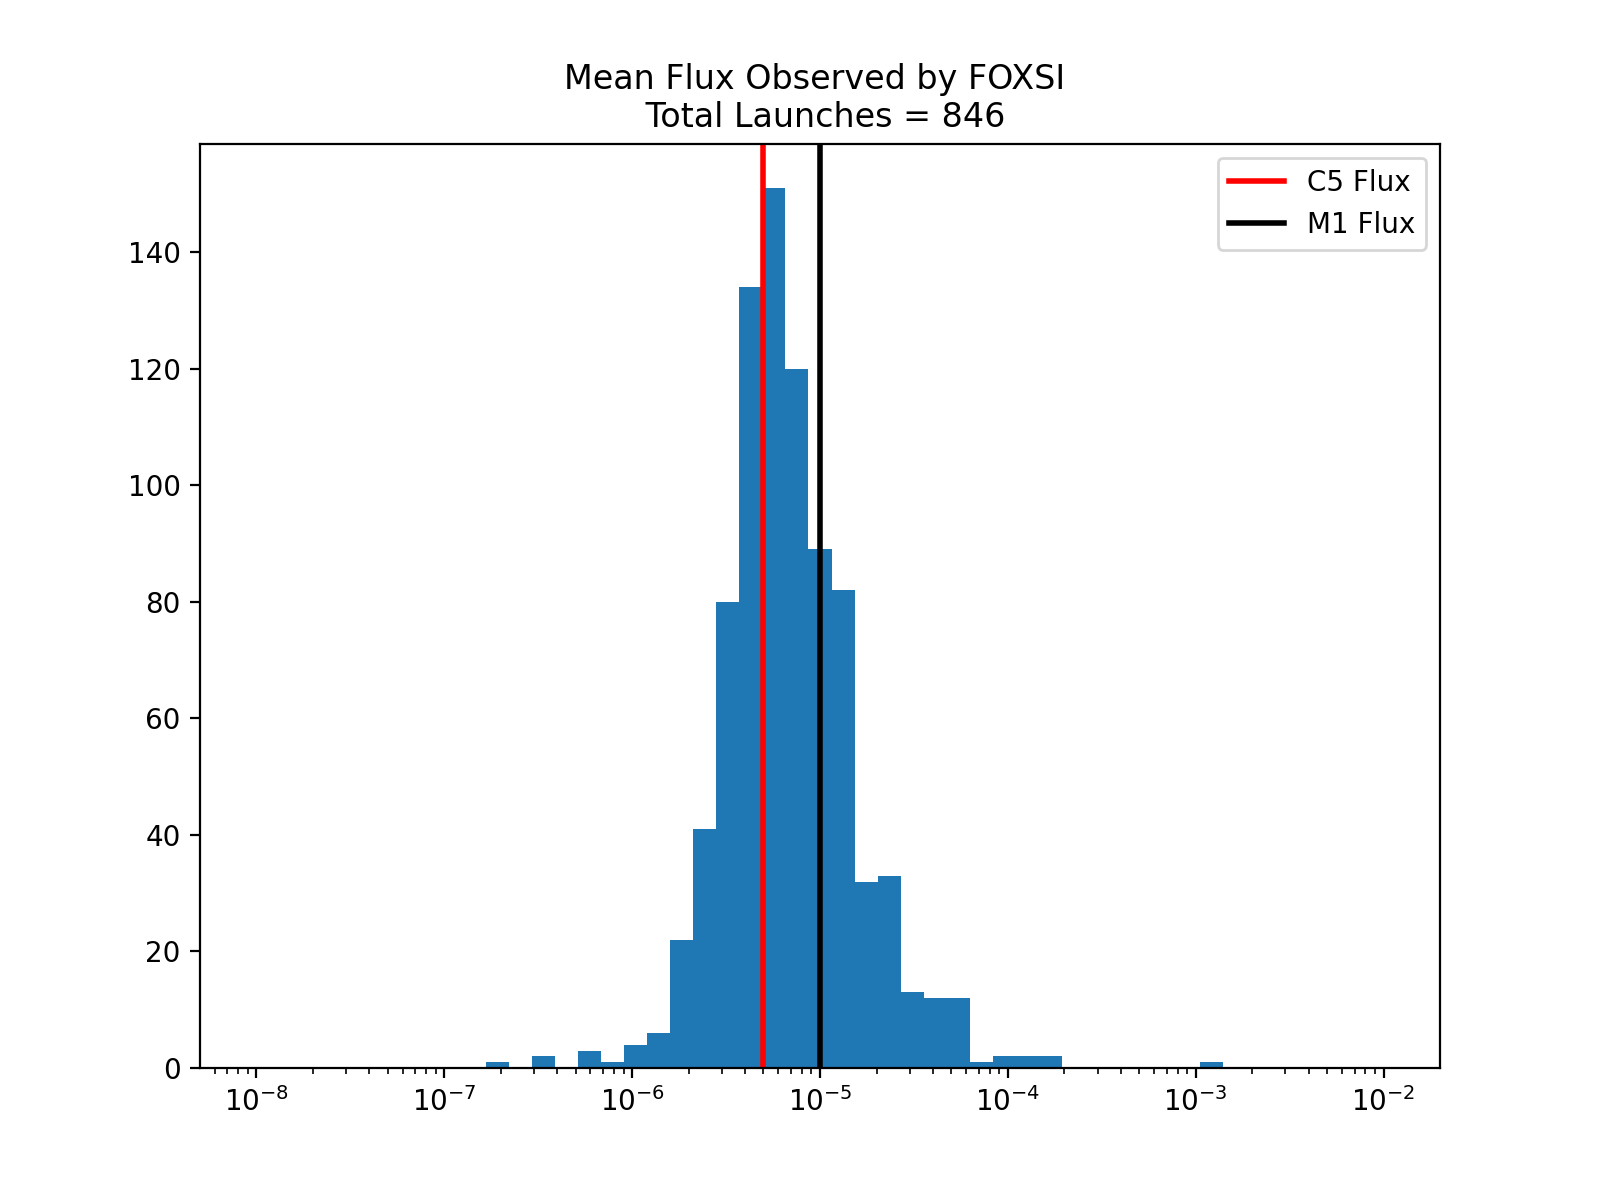 Mean Flux Observed by FOXSI
Total Launches = 846
C5 Flux
M1 Flux
140
120
100
80
60
40
20
0
10⁻⁸ 10⁻⁷ 10⁻⁶ 10⁻⁵ 10⁻⁴ 10⁻³ 10⁻²